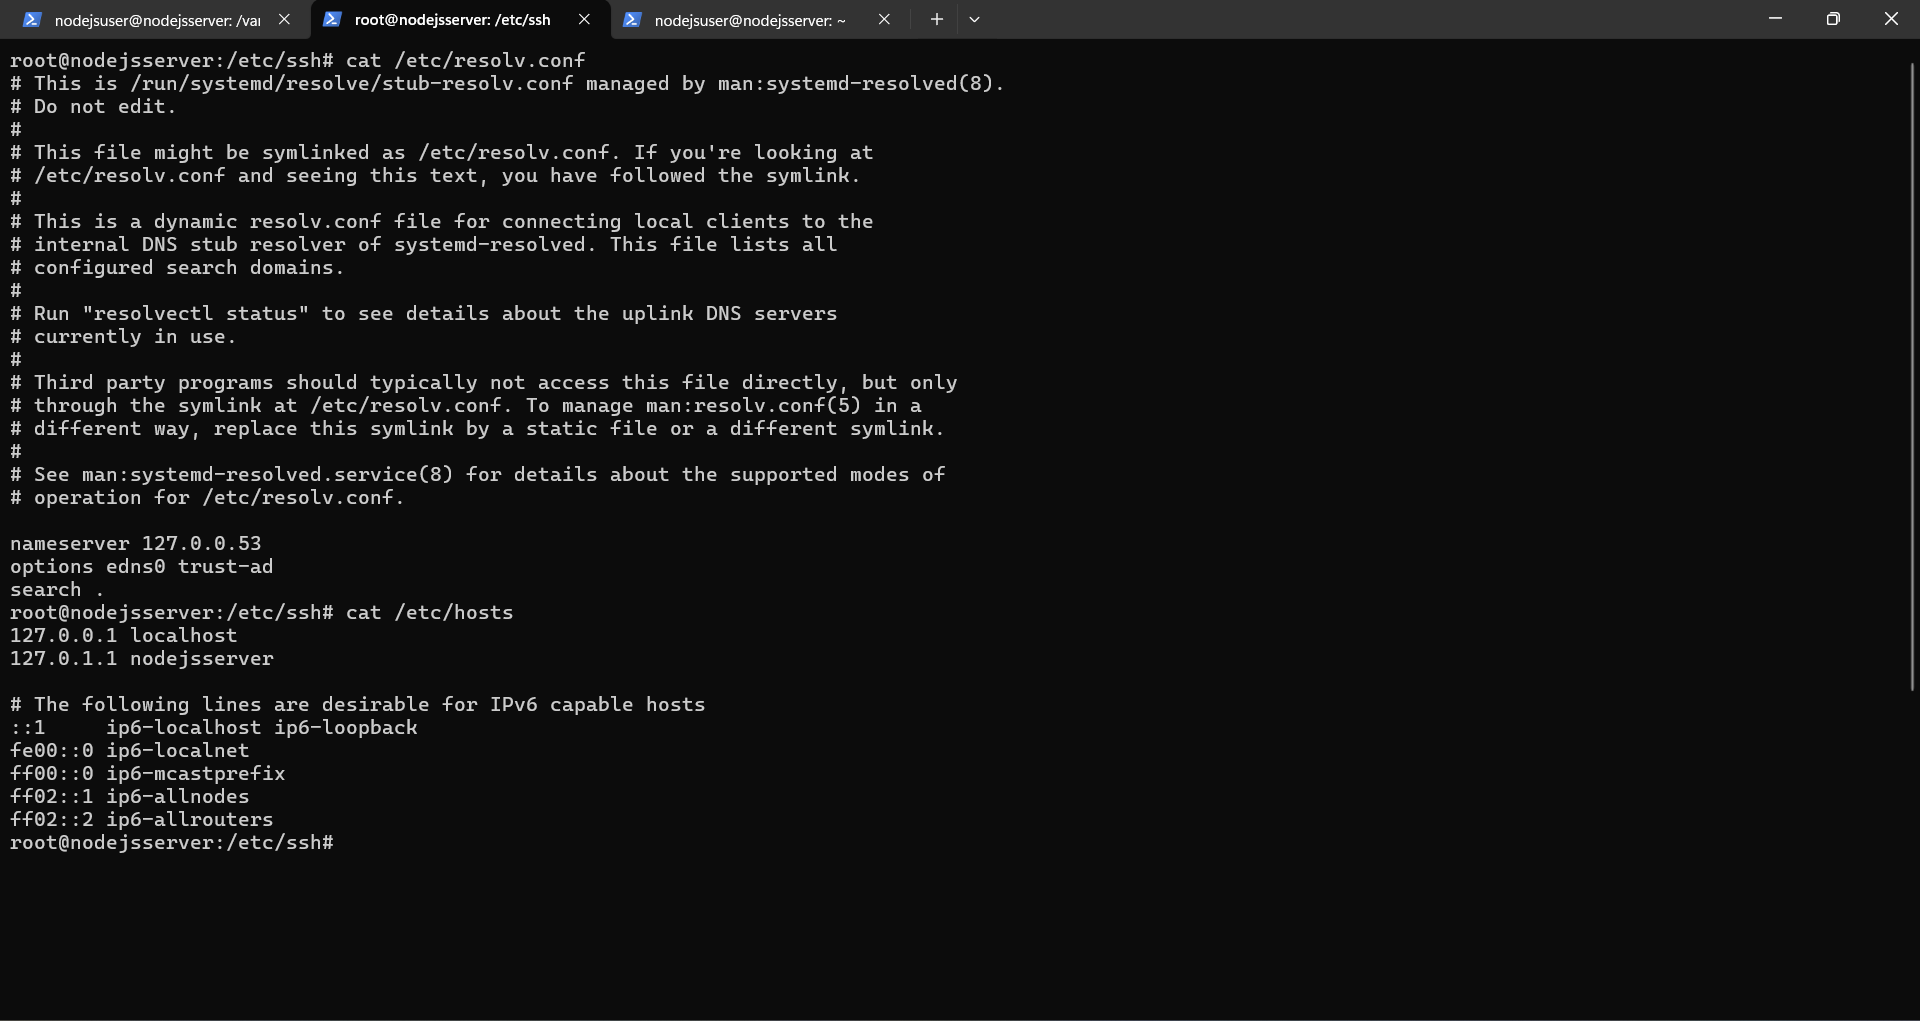 nodejsuser@nodejsserver: /var
root@nodejsserver: /etc/ssh
nodejsuser@nodejsserver: ~
root@nodejsserver:/etc/ssh# cat /etc/resolv.conf
# This is /run/systemd/resolve/stub-resolv.conf managed by man:systemd-resolved(8).
# Do not edit.
#
# This file might be symlinked as /etc/resolv.conf. If you're looking at
# /etc/resolv.conf and seeing this text, you have followed the symlink.
#
# This is a dynamic resolv.conf file for connecting local clients to the
# internal DNS stub resolver of systemd-resolved. This file lists all
# configured search domains.
#
# Run "resolvectl status" to see details about the uplink DNS servers
# currently in use.
#
# Third party programs should typically not access this file directly, but only
# through the symlink at /etc/resolv.conf. To manage man:resolv.conf(5) in a
# different way, replace this symlink by a static file or a different symlink.
#
# See man:systemd-resolved.service(8) for details about the supported modes of
# operation for /etc/resolv.conf.

nameserver 127.0.0.53
options edns0 trust-ad
search .
root@nodejsserver:/etc/ssh# cat /etc/hosts
127.0.0.1 localhost
127.0.1.1 nodejsserver

# The following lines are desirable for IPv6 capable hosts
::1     ip6-localhost ip6-loopback
fe00::0 ip6-localnet
ff00::0 ip6-mcastprefix
ff02::1 ip6-allnodes
ff02::2 ip6-allrouters
root@nodejsserver:/etc/ssh#